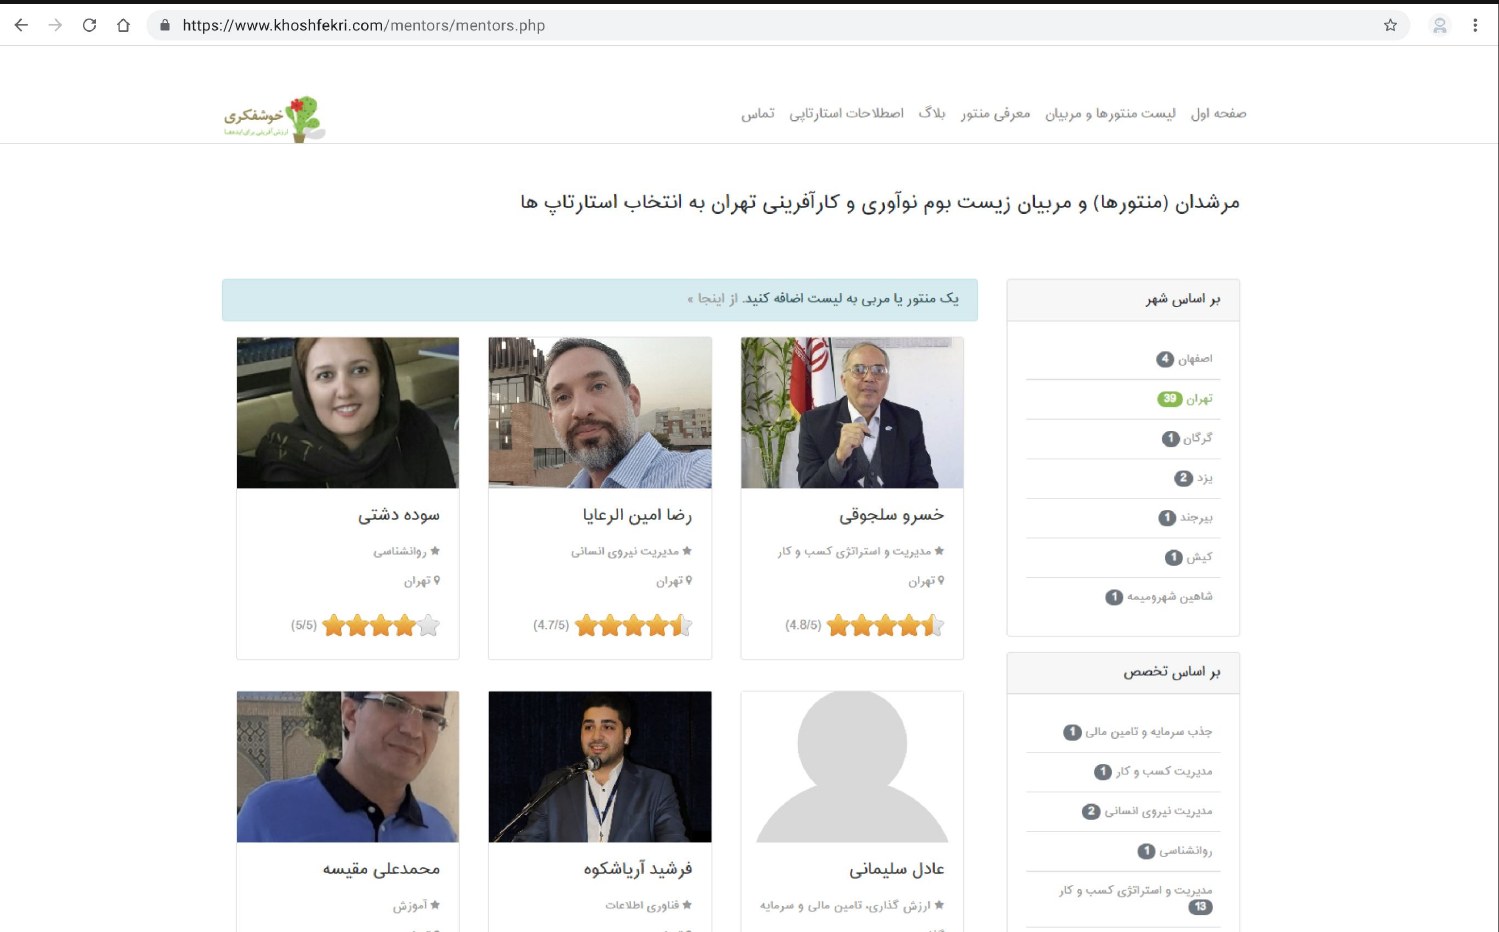 https://www.khoshfekri.com/mentors/mentors.php
صفحه اول
لیست منتورها و مربیان
معرفی منتور
بلاگ
اصطلاحات استارتاپی
تماس
خوشفکری
ارزش آفرینی برای ایده‌ها
مرشدان (منتورها) و مربیان زیست بوم نوآوری و کارآفرینی تهران به انتخاب استارتاپ ها
بر اساس شهر
اصفهان 4
تهران 39
گرگان 1
یزد 2
بیرجند 1
کیش 1
شاهین شهرومیمه 1
بر اساس تخصص
جذب سرمایه و تامین مالی 1
مدیریت کسب و کار 1
مدیریت نیروی انسانی 2
روانشناسی 1
مدیریت و استراتژی کسب و کار
13
یک منتور یا مربی به لیست اضافه کنید. از اینجا »
خسرو سلجوقی
مدیریت و استراتژی کسب و کار
تهران
(4.8/5)
رضا امین الرعایا
مدیریت نیروی انسانی
تهران
(4.7/5)
سوده دشتی
روانشناسی
تهران
(5/5)
عادل سلیمانی
ارزش گذاری، تامین مالی و سرمایه
فرشید آریاشکوه
فناوری اطلاعات
محمدعلی مقیسه
آموزش